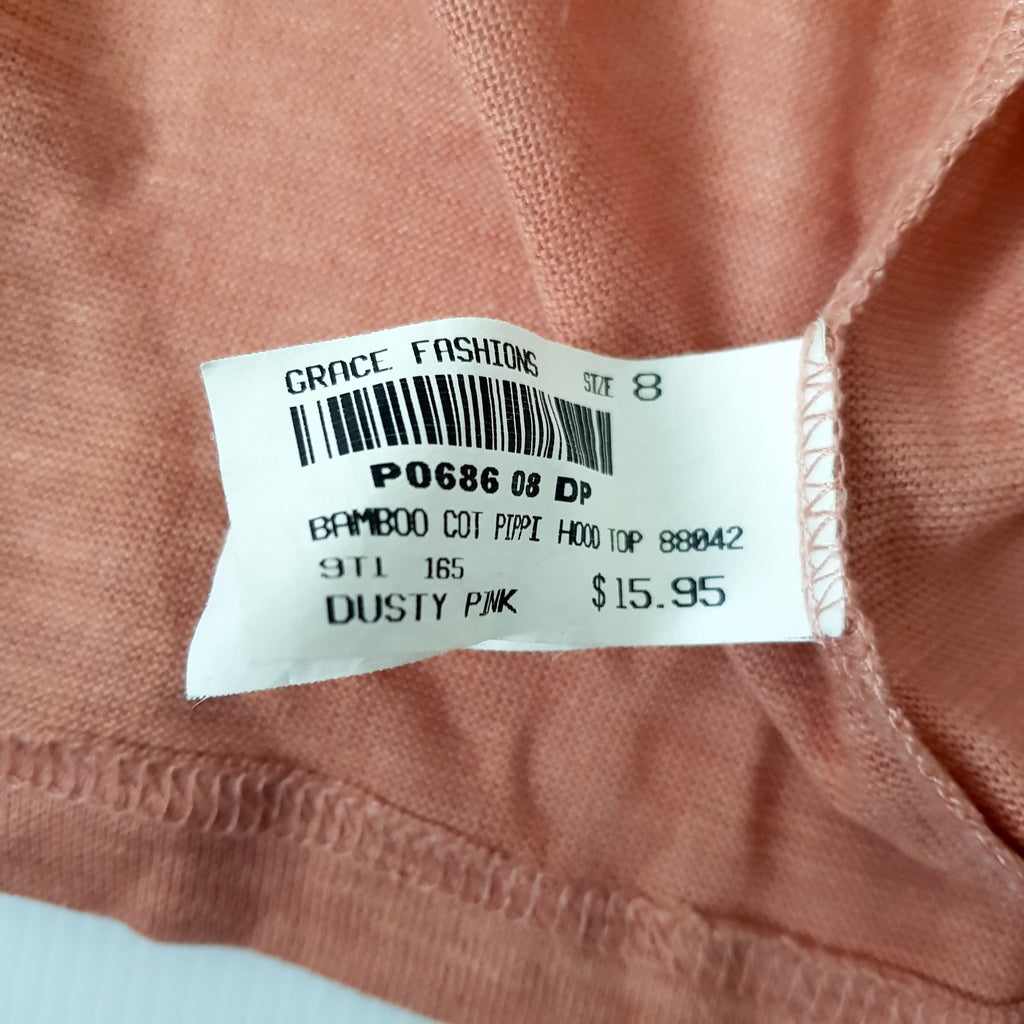 GRACE FASHIONS SIZE 8
P0686 08 DP
BAMBOO COT PIPPI HOOD TOP 88042
9T1 165
DUSTY PINK $15.95